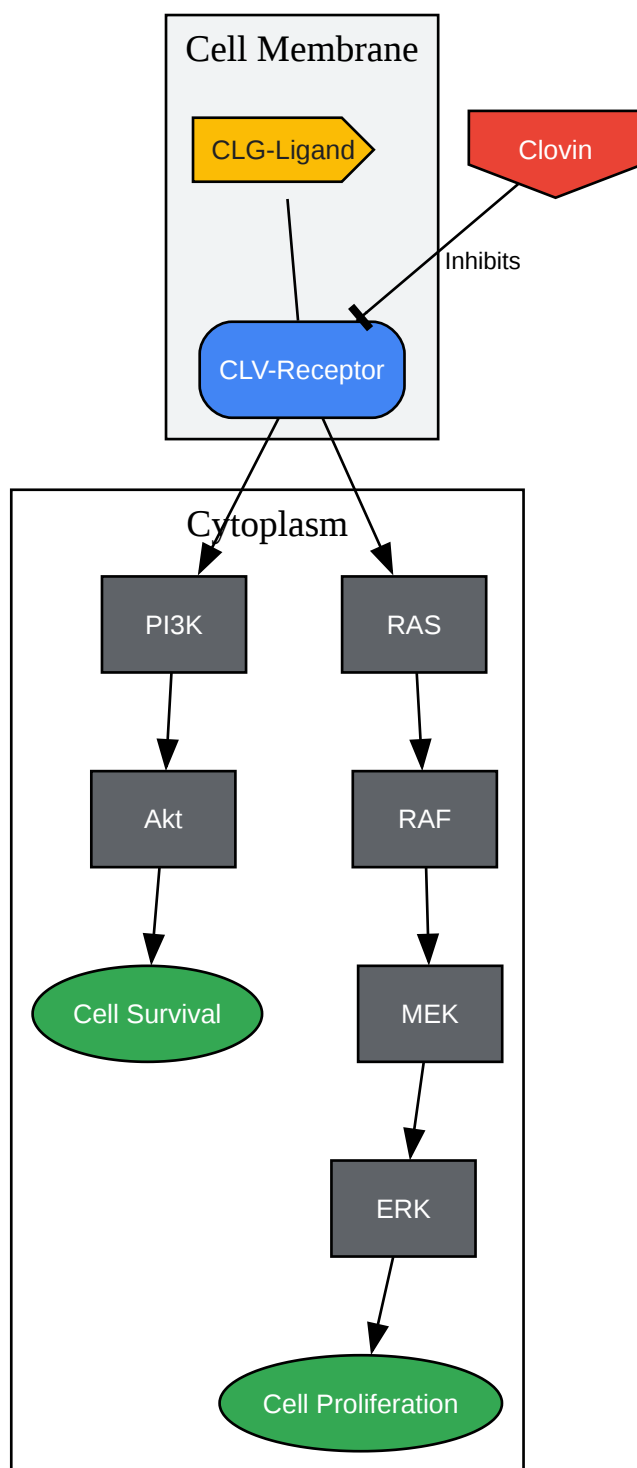 Cell Membrane
CLG-Ligand
Clovin
Inhibits
CLV-Receptor
Cytoplasm
PI3K
RAS
Akt
RAF
Cell Survival
MEK
ERK
Cell Proliferation